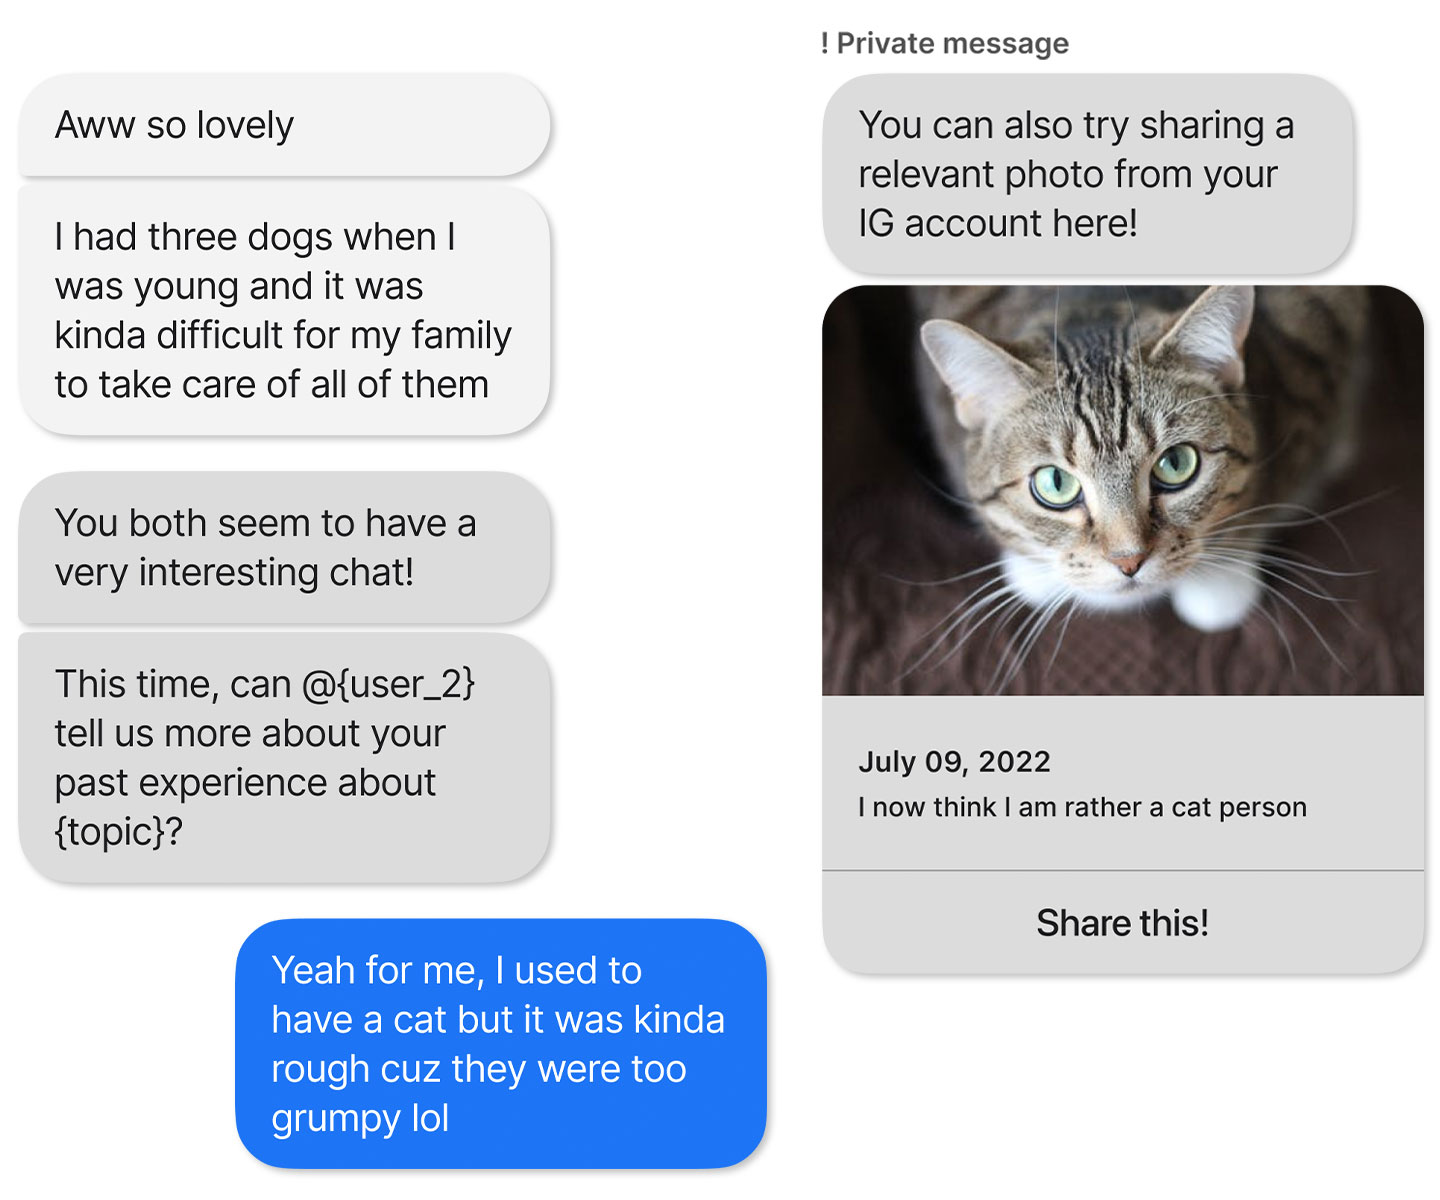 Aww so lovely
I had three dogs when I
was young and it was
kinda difficult for my family
to take care of all of them
You both seem to have a
very interesting chat!
This time, can @{user_2}
tell us more about your
past experience about
{topic}?
Yeah for me, I used to
have a cat but it was kinda
rough cuz they were too
grumpy lol
! Private message
You can also try sharing a
relevant photo from your
IG account here!
July 09, 2022
I now think I am rather a cat person
Share this!